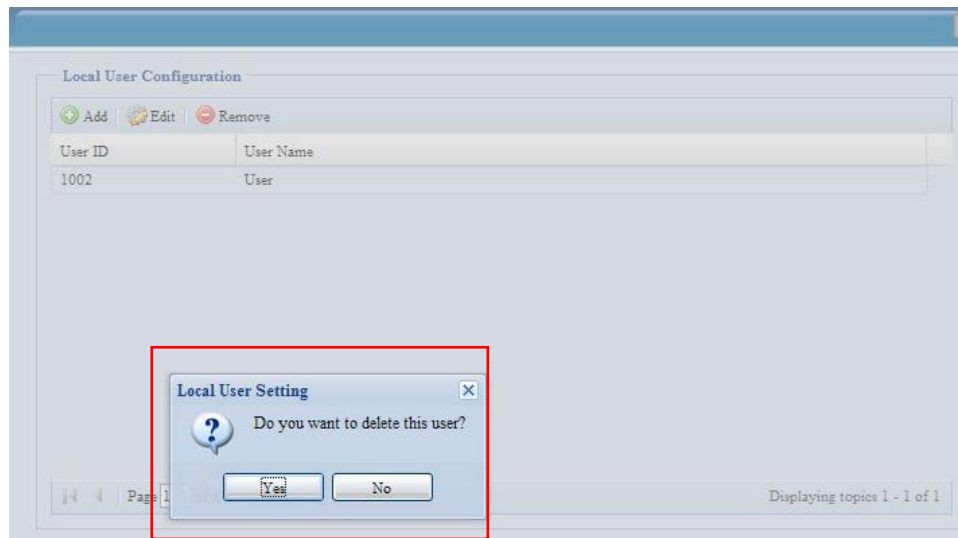 Local User Configuration
Add Edit Remove
User ID User Name
1002 User
Local User Setting
Do you want to delete this user?
Yes No
Page 1 Displaying topics 1 - 1 of 1